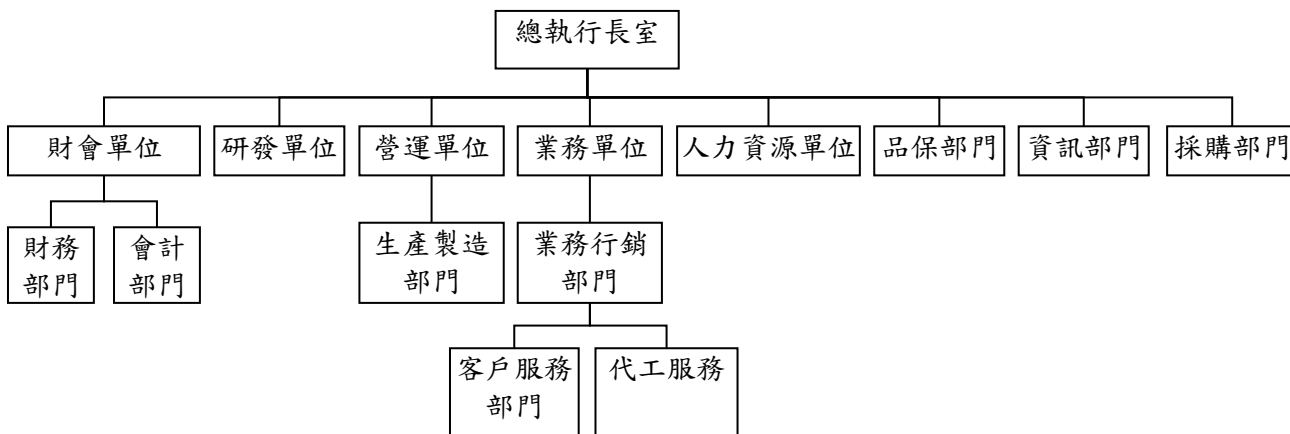 總執行長室
財會單位
研發單位
營運單位
業務單位
人力資源單位
品保部門
資訊部門
採購部門
財務
部門
會計
部門
生產製造
部門
業務行銷
部門
客戶服務
部門
代工服務